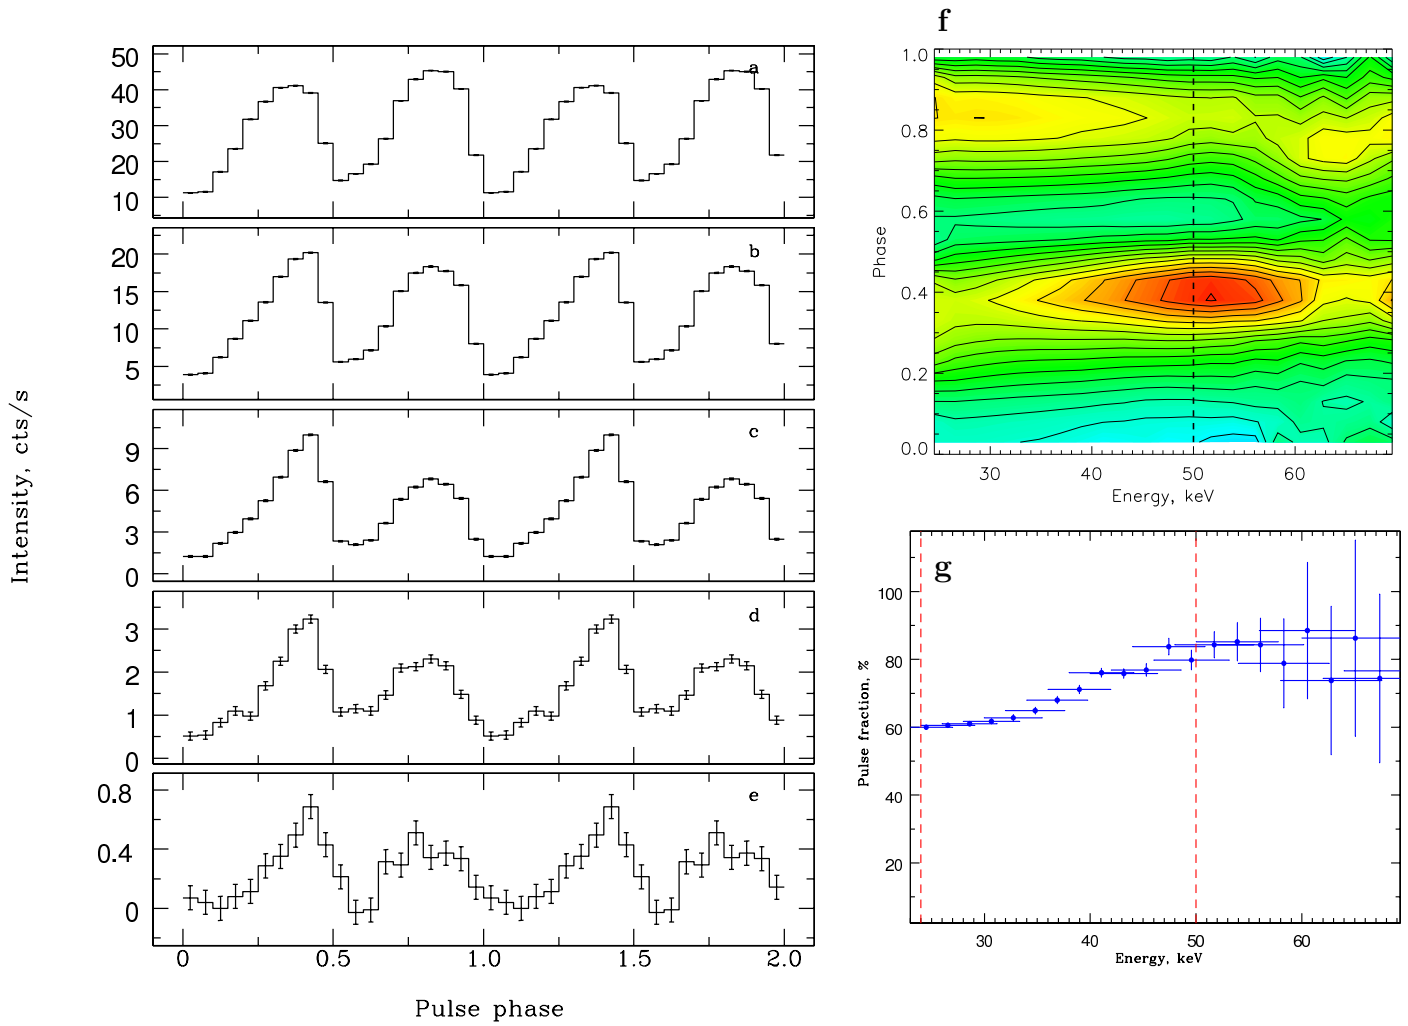 Intensity, cts/s
50
40
30
20
10
a
20
15
10
5
b
9
6
3
0
c
3
2
1
0
d
0.8
0.4
0
e
0 0.5 1.0 1.5 2.0
Pulse phase
f
1.0
0.8
0.6
0.4
0.2
0.0
Phase
30 40 50 60
Energy, keV
g
100
80
60
40
20
Pulse fraction, %
30 40 50 60
Energy, keV